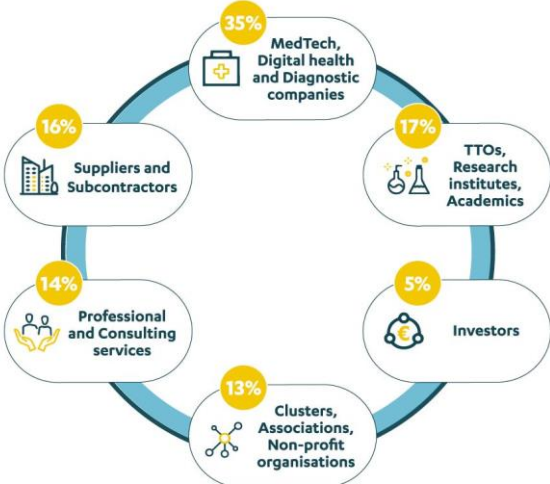 35%
MedTech,
Digital health
and Diagnostic
companies
17%
TTOs,
Research
institutes,
Academics
5%
€
Investors
13%
Clusters,
Associations,
Non-profit
organisations
14%
Professional
and Consulting
services
16%
Suppliers and
Subcontractors